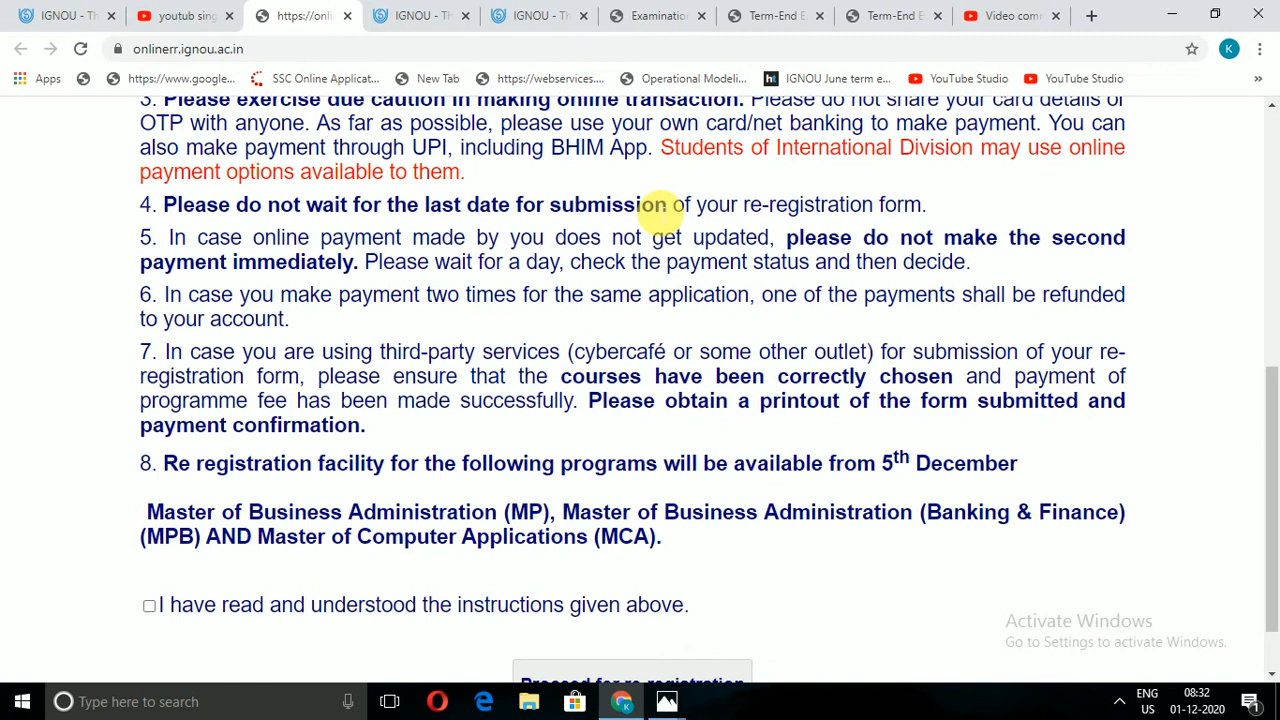 IGNOU - Th
youtub sing
https://onli
IGNOU - The
IGNOU - Th
Examination
Term-End E
Term-End E
Video comm
onlinerr.ignou.ac.in
K
Apps
https://www.google...
SSC Online Applicat...
New Tab
https://webservices....
Operational Modeli...
ht
IGNOU June term e...
YouTube Studio
YouTube Studio
»
3. Please exercise due caution in making online transaction. Please do not share your card details or
OTP with anyone. As far as possible, please use your own card/net banking to make payment. You can
also make payment through UPI, including BHIM App. Students of International Division may use online
payment options available to them.
4. Please do not wait for the last date for submission of your re-registration form.
5. In case online payment made by you does not get updated, please do not make the second
payment immediately. Please wait for a day, check the payment status and then decide.
6. In case you make payment two times for the same application, one of the payments shall be refunded
to your account.
7. In case you are using third-party services (cybercafé or some other outlet) for submission of your re-
registration form, please ensure that the courses have been correctly chosen and payment of
programme fee has been made successfully. Please obtain a printout of the form submitted and
payment confirmation.
8. Re registration facility for the following programs will be available from 5th December
Master of Business Administration (MP), Master of Business Administration (Banking & Finance)
(MPB) AND Master of Computer Applications (MCA).
I have read and understood the instructions given above.
Activate Windows
Go to Settings to activate Windows.
Proceed for re-registration
Type here to search
ENG
US
08:32
01-12-2020